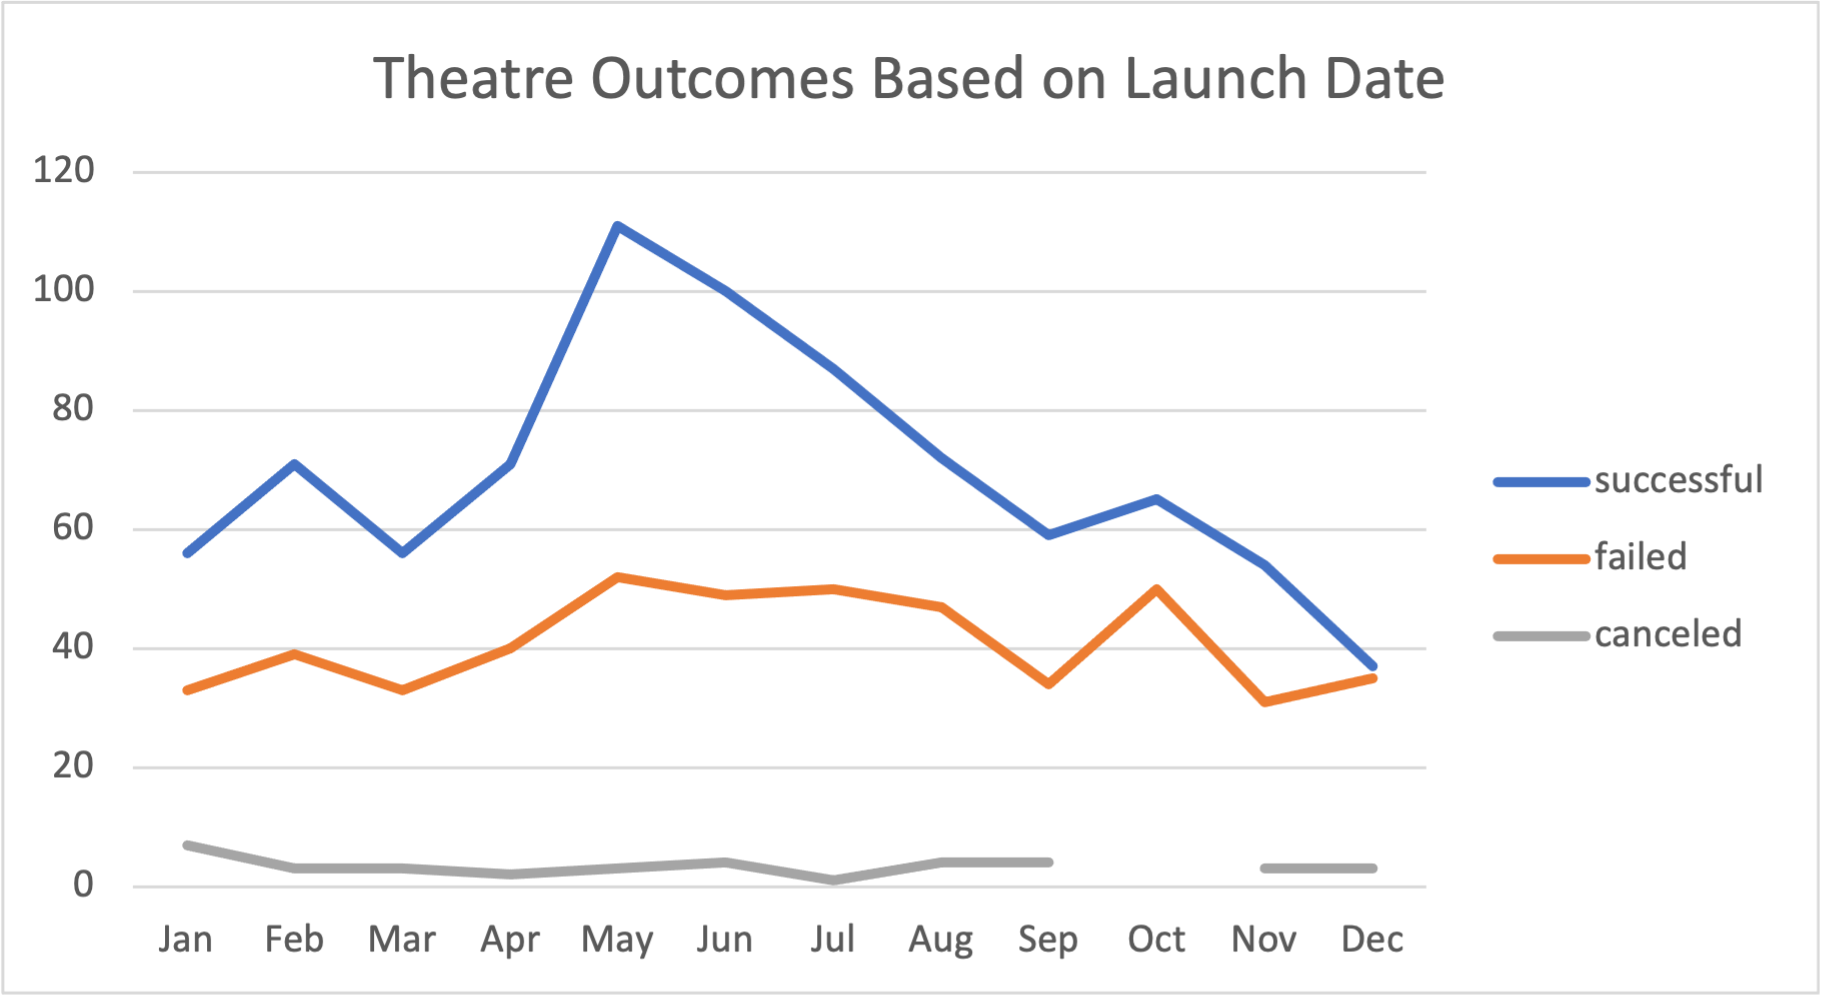 Theatre Outcomes Based on Launch Date
120
100
80
60
40
20
0
Jan Feb Mar Apr May Jun Jul Aug Sep Oct Nov Dec
successful
failed
canceled